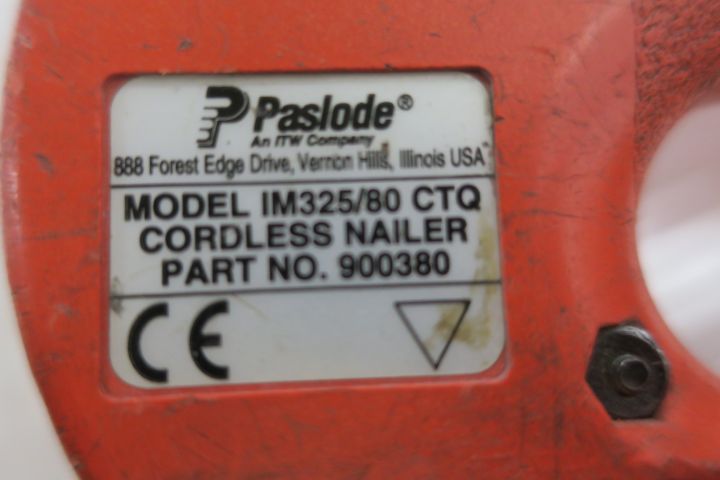 Paslode®
An ITW Company
888 Forest Edge Drive, Vernon Hills, Illinois USA
MODEL IM325/80 CTQ
CORDLESS NAILER
PART NO. 900380
CE